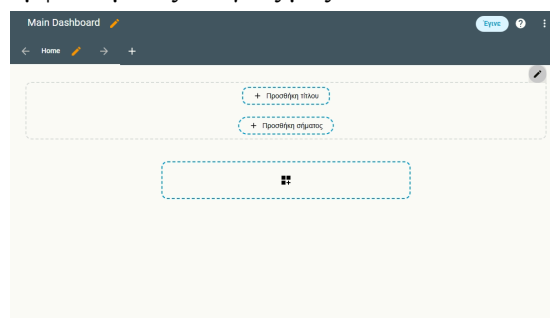 Main Dashboard
Έγινε
Home
+ Προσθήκη τίτλου
+ Προσθήκη σήματος